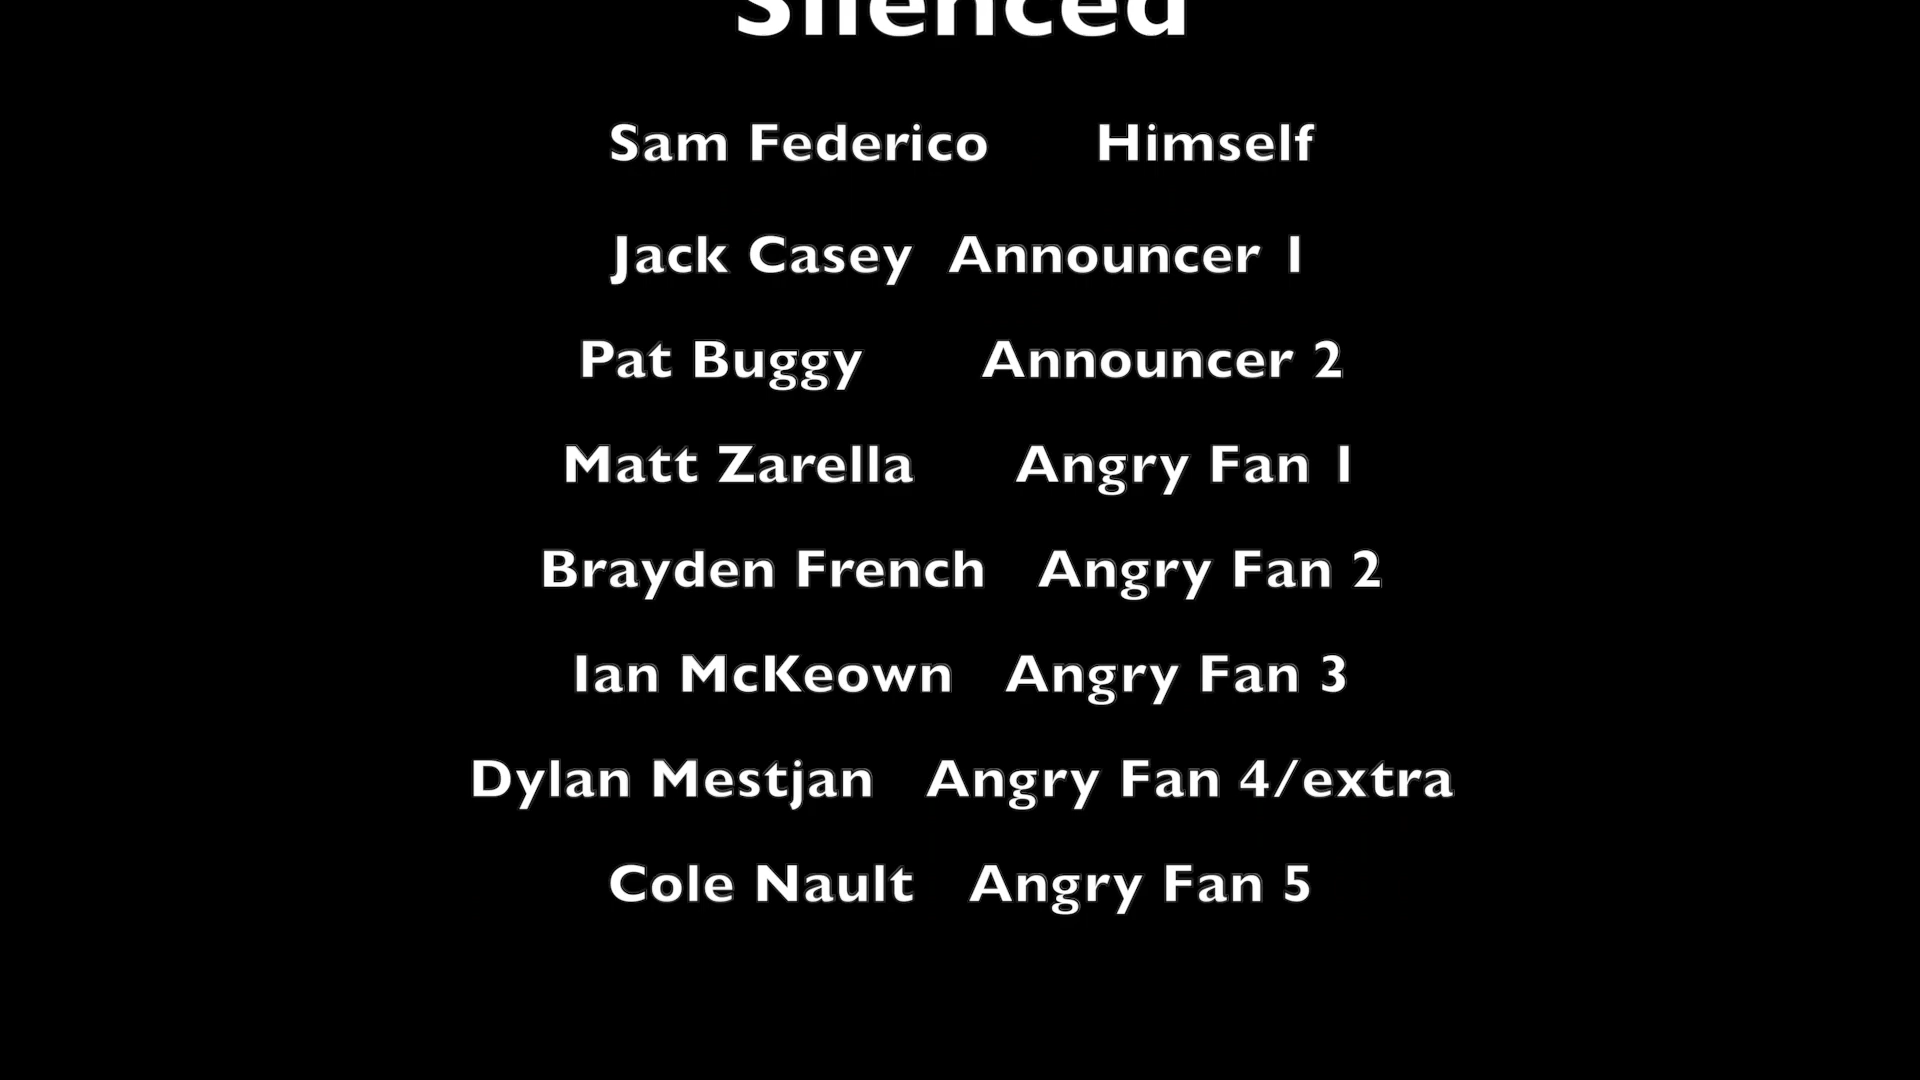 Silenced
Sam Federico Himself
Jack Casey Announcer 1
Pat Buggy Announcer 2
Matt Zarella Angry Fan 1
Brayden French Angry Fan 2
Ian McKeown Angry Fan 3
Dylan Mestjan Angry Fan 4/extra
Cole Nault Angry Fan 5